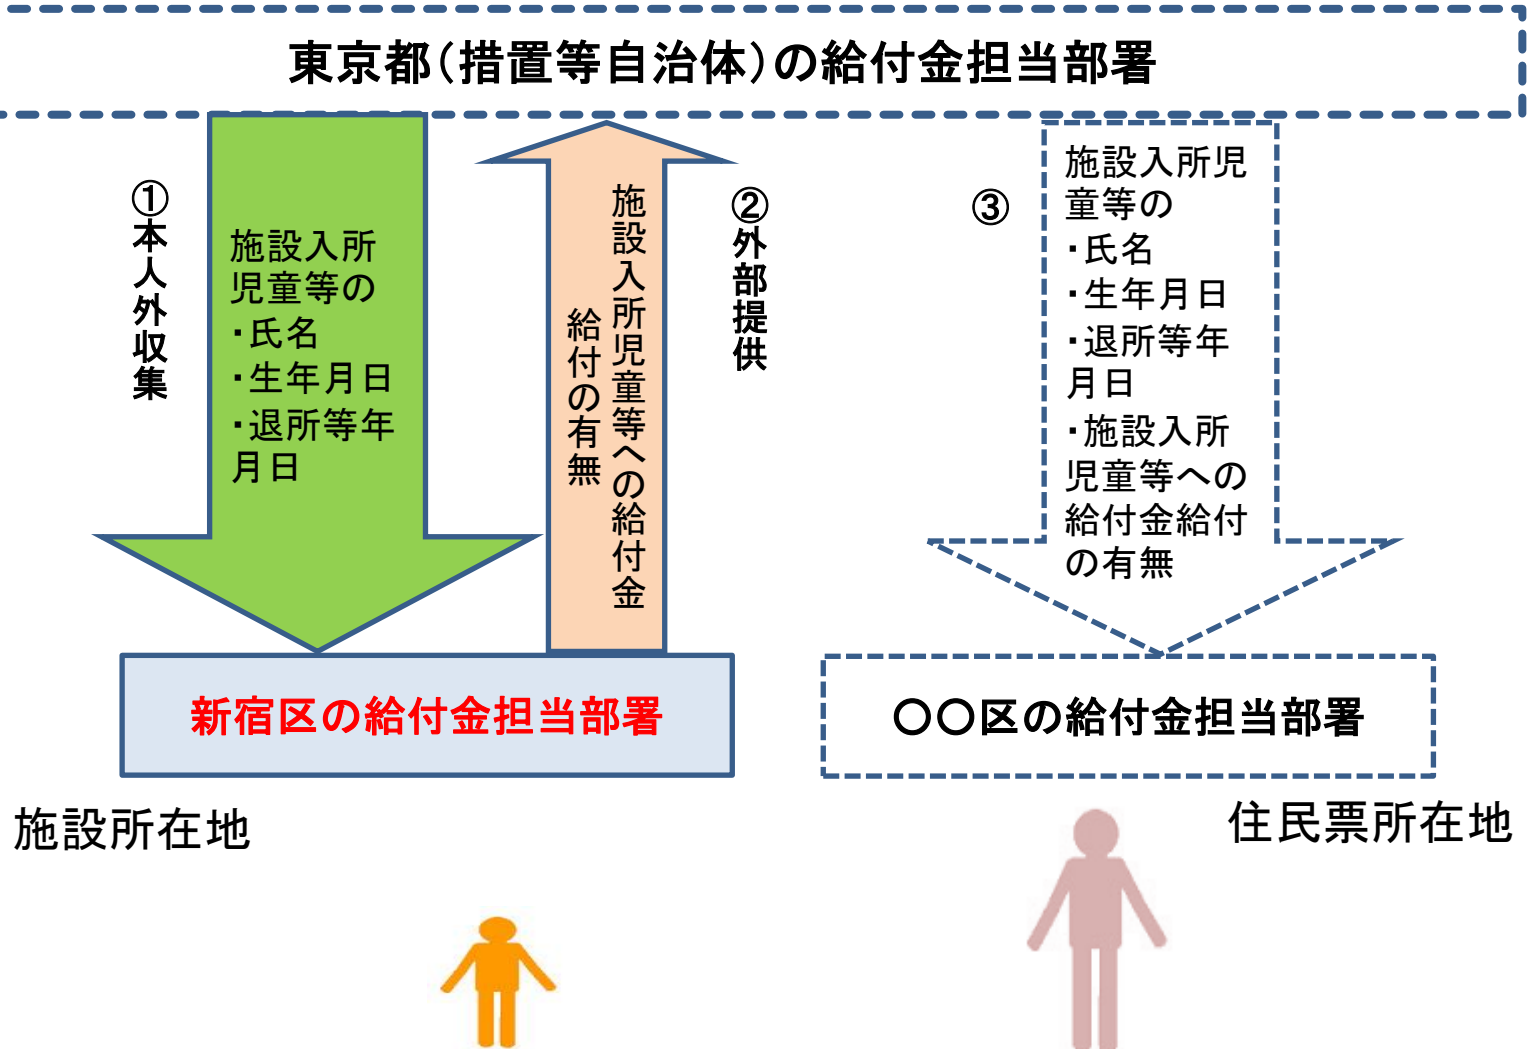 東京都(措置等自治体)の給付金担当部署
①本人外収集
施設入所
児童等の
・氏名
・生年月日
・退所等年
月日
施設入所児童等への給付金
給付の有無
②外部提供
③
施設入所児
童等の
・氏名
・生年月日
・退所等年
月日
・施設入所
児童等への
給付金給付
の有無
新宿区の給付金担当部署
〇〇区の給付金担当部署
施設所在地
住民票所在地